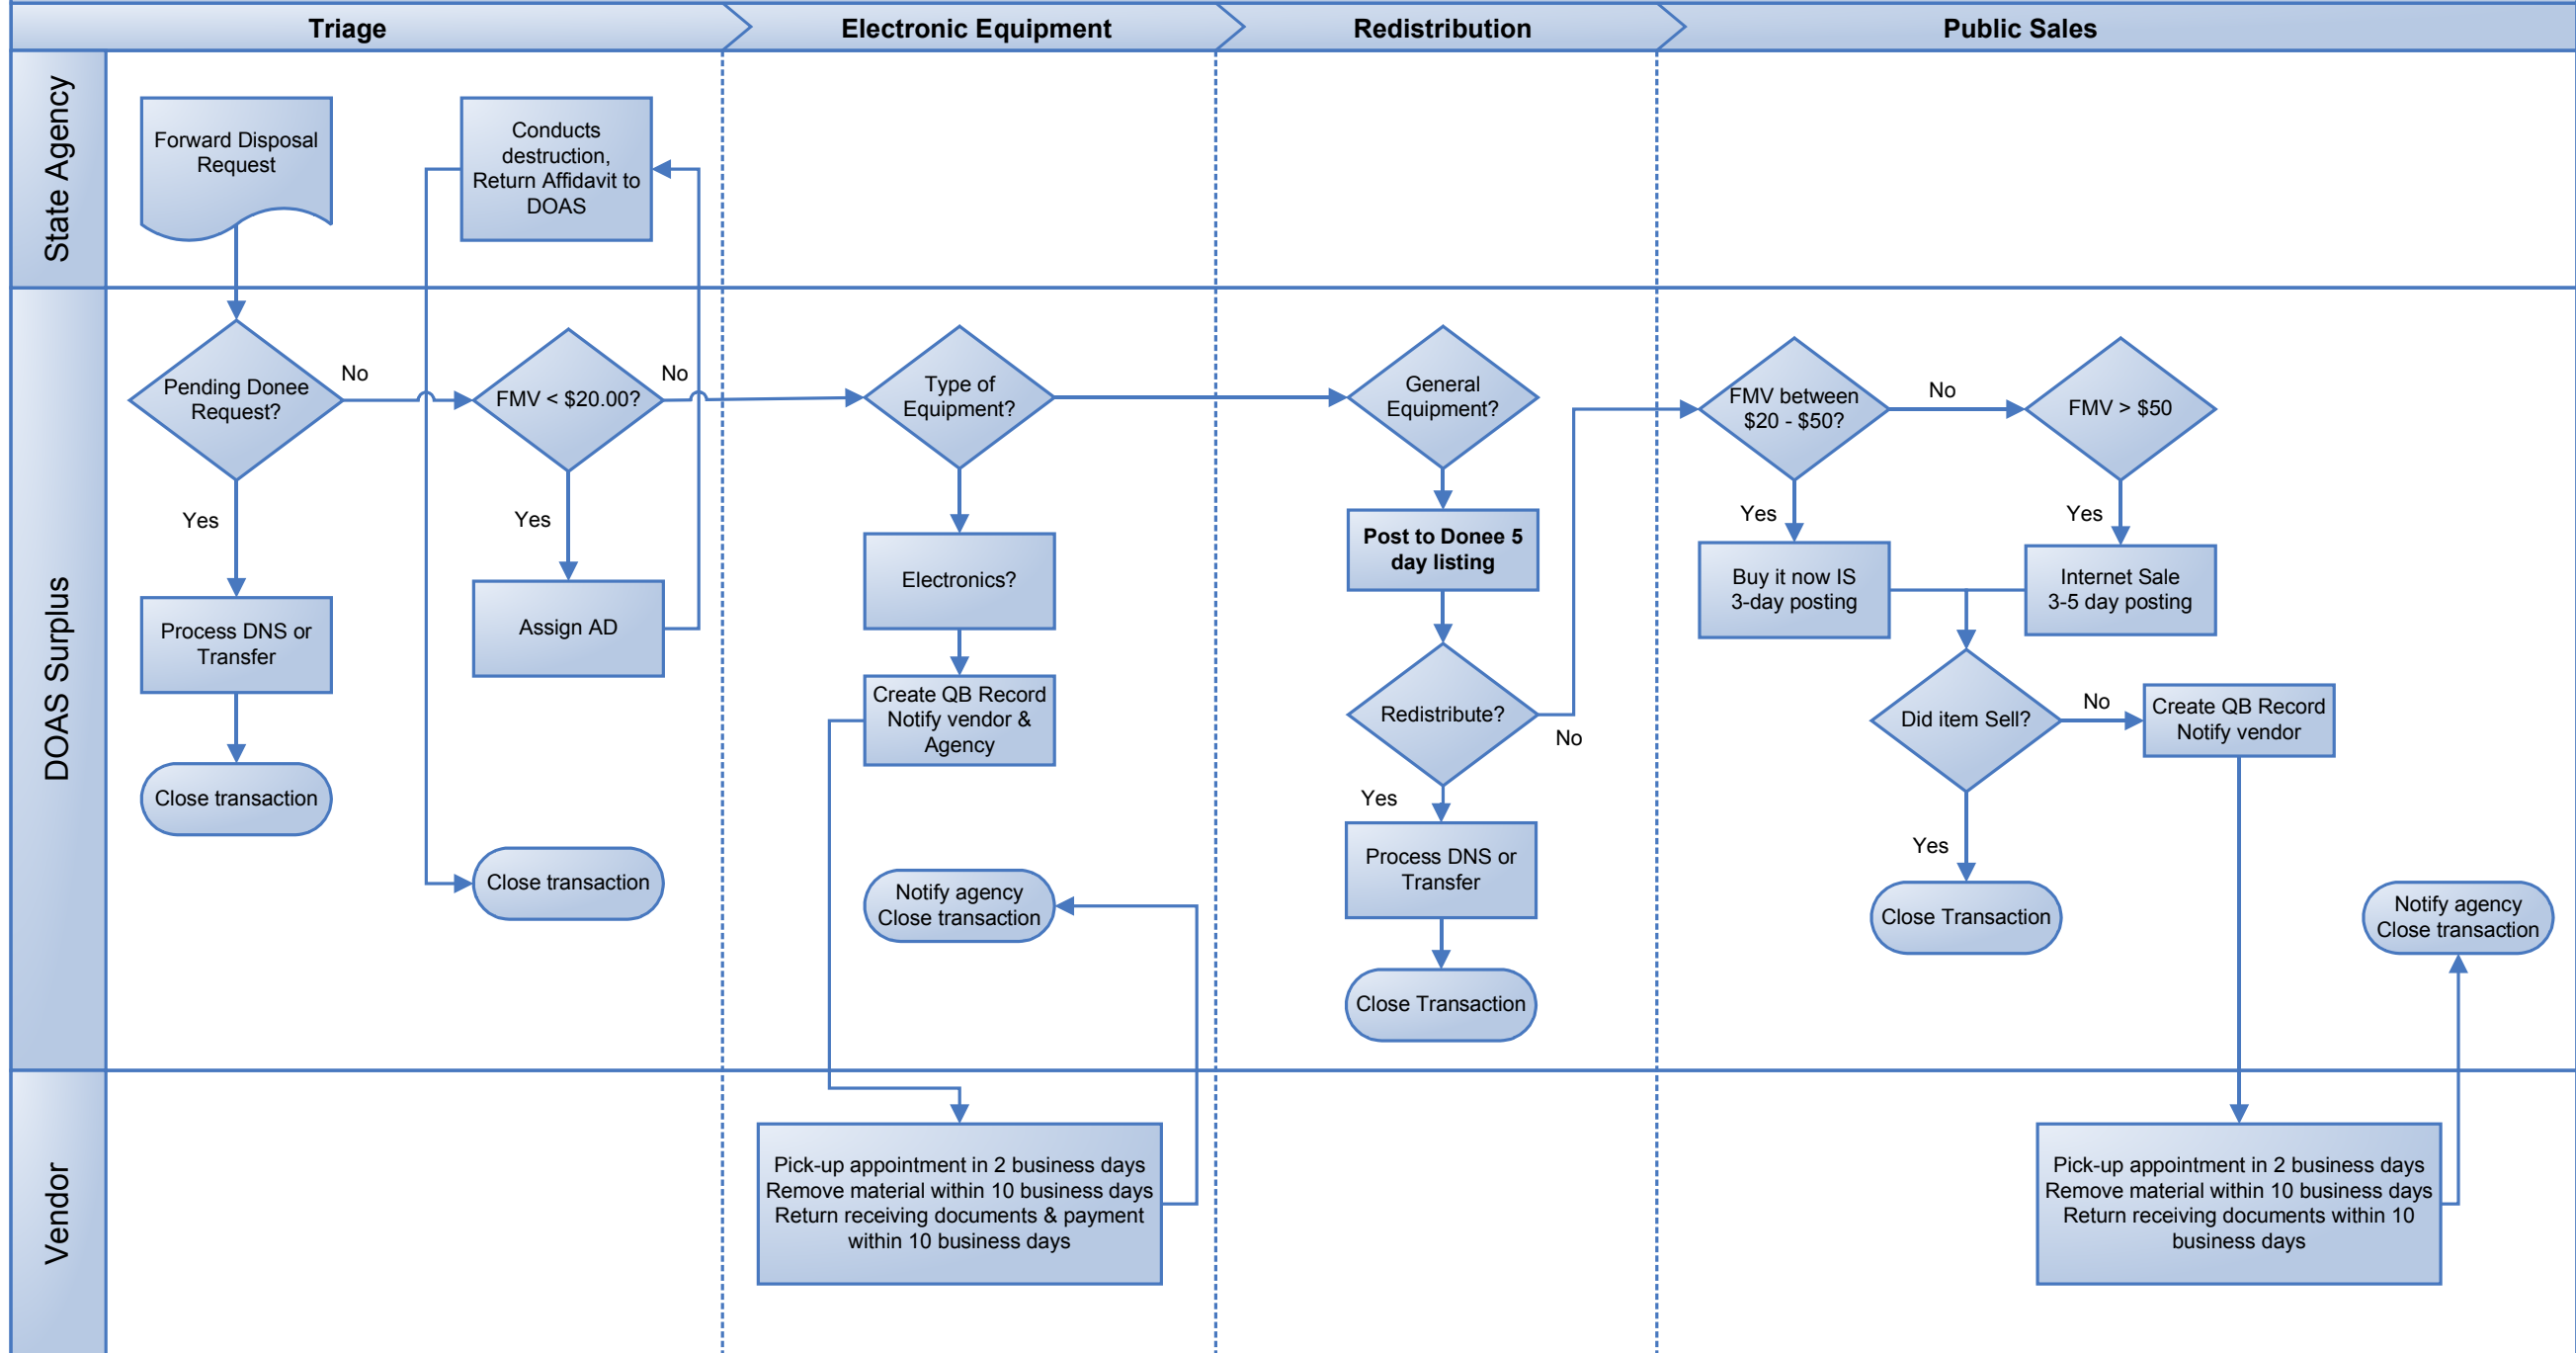 Triage
Electronic Equipment
Redistribution
Public Sales
State Agency
Forward Disposal
Request
Conducts
destruction,
Return Affidavit to
DOAS
DOAS Surplus
Pending Donee
Request?
No
Yes
Process DNS or
Transfer
Close transaction
FMV < $20.00?
No
Yes
Assign AD
Close transaction
Type of
Equipment?
Electronics?
Create QB Record
Notify vendor &
Agency
Notify agency
Close transaction
General
Equipment?
Post to Donee 5
day listing
Redistribute?
No
Yes
Process DNS or
Transfer
Close Transaction
FMV between
$20 - $50?
No
Yes
Buy it now IS
3-day posting
FMV > $50
Yes
Internet Sale
3-5 day posting
Did item Sell?
No
Yes
Create QB Record
Notify vendor
Close Transaction
Notify agency
Close transaction
Vendor
Pick-up appointment in 2 business days
Remove material within 10 business days
Return receiving documents & payment
within 10 business days
Pick-up appointment in 2 business days
Remove material within 10 business days
Return receiving documents within 10
business days